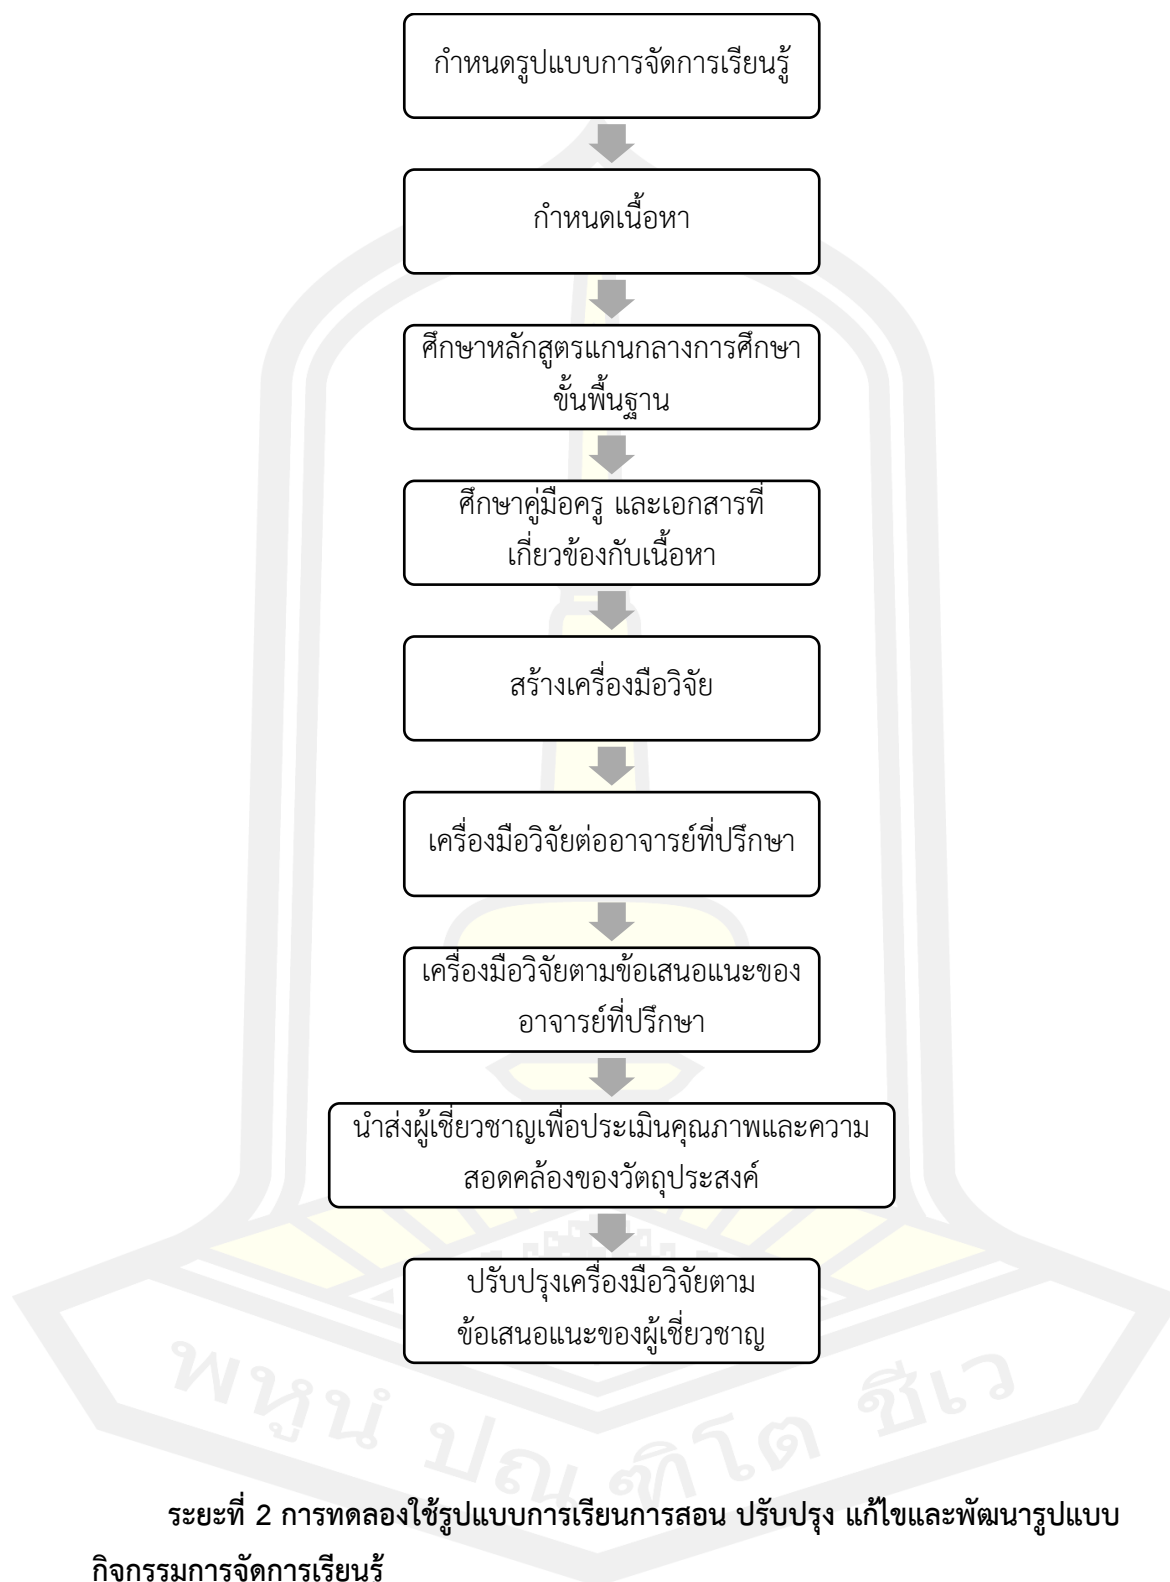 กำหนดรูปแบบการจัดการเรียนรู้
กำหนดเนื้อหา
ศึกษาหลักสูตรแกนกลางการศึกษา
ขั้นพื้นฐาน
ศึกษาคู่มือครู และเอกสารที่
เกี่ยวข้องกับเนื้อหา
สร้างเครื่องมือวิจัย
เครื่องมือวิจัยต่ออาจารย์ที่ปรึกษา
เครื่องมือวิจัยตามข้อเสนอแนะของ
อาจารย์ที่ปรึกษา
นำส่งผู้เชี่ยวชาญเพื่อประเมินคุณภาพและความ
สอดคล้องของวัตถุประสงค์
ปรับปรุงเครื่องมือวิจัยตาม
ข้อเสนอแนะของผู้เชี่ยวชาญ
พหูนํ ปณฺฑิโต ชีเว
ระยะที่ 2 การทดลองใช้รูปแบบการเรียนการสอน ปรับปรุง แก้ไขและพัฒนารูปแบบ
กิจกรรมการจัดการเรียนรู้